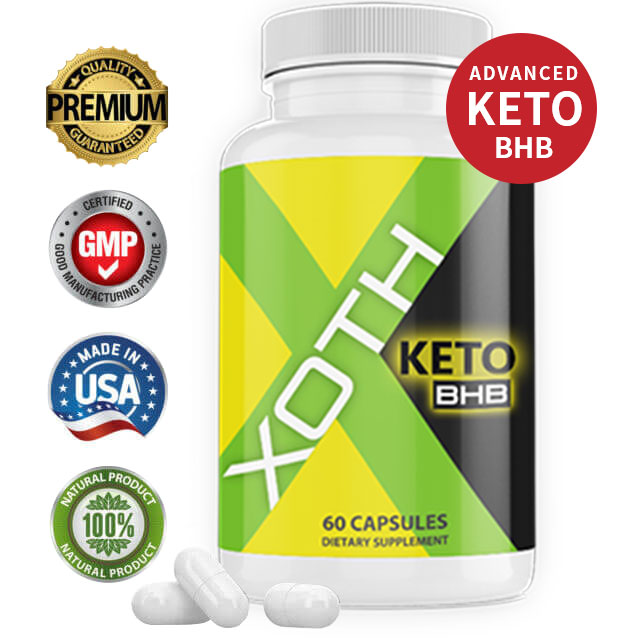 QUALITY
PREMIUM
GUARANTEED
CERTIFIED
GMP
GOOD MANUFACTURING PRACTICE
MADE IN
USA
NATURAL PRODUCT
100%
NATURAL PRODUCT
ADVANCED
KETO
BHB
XOTH
KETO
BHB
60 CAPSULES
DIETARY SUPPLEMENT